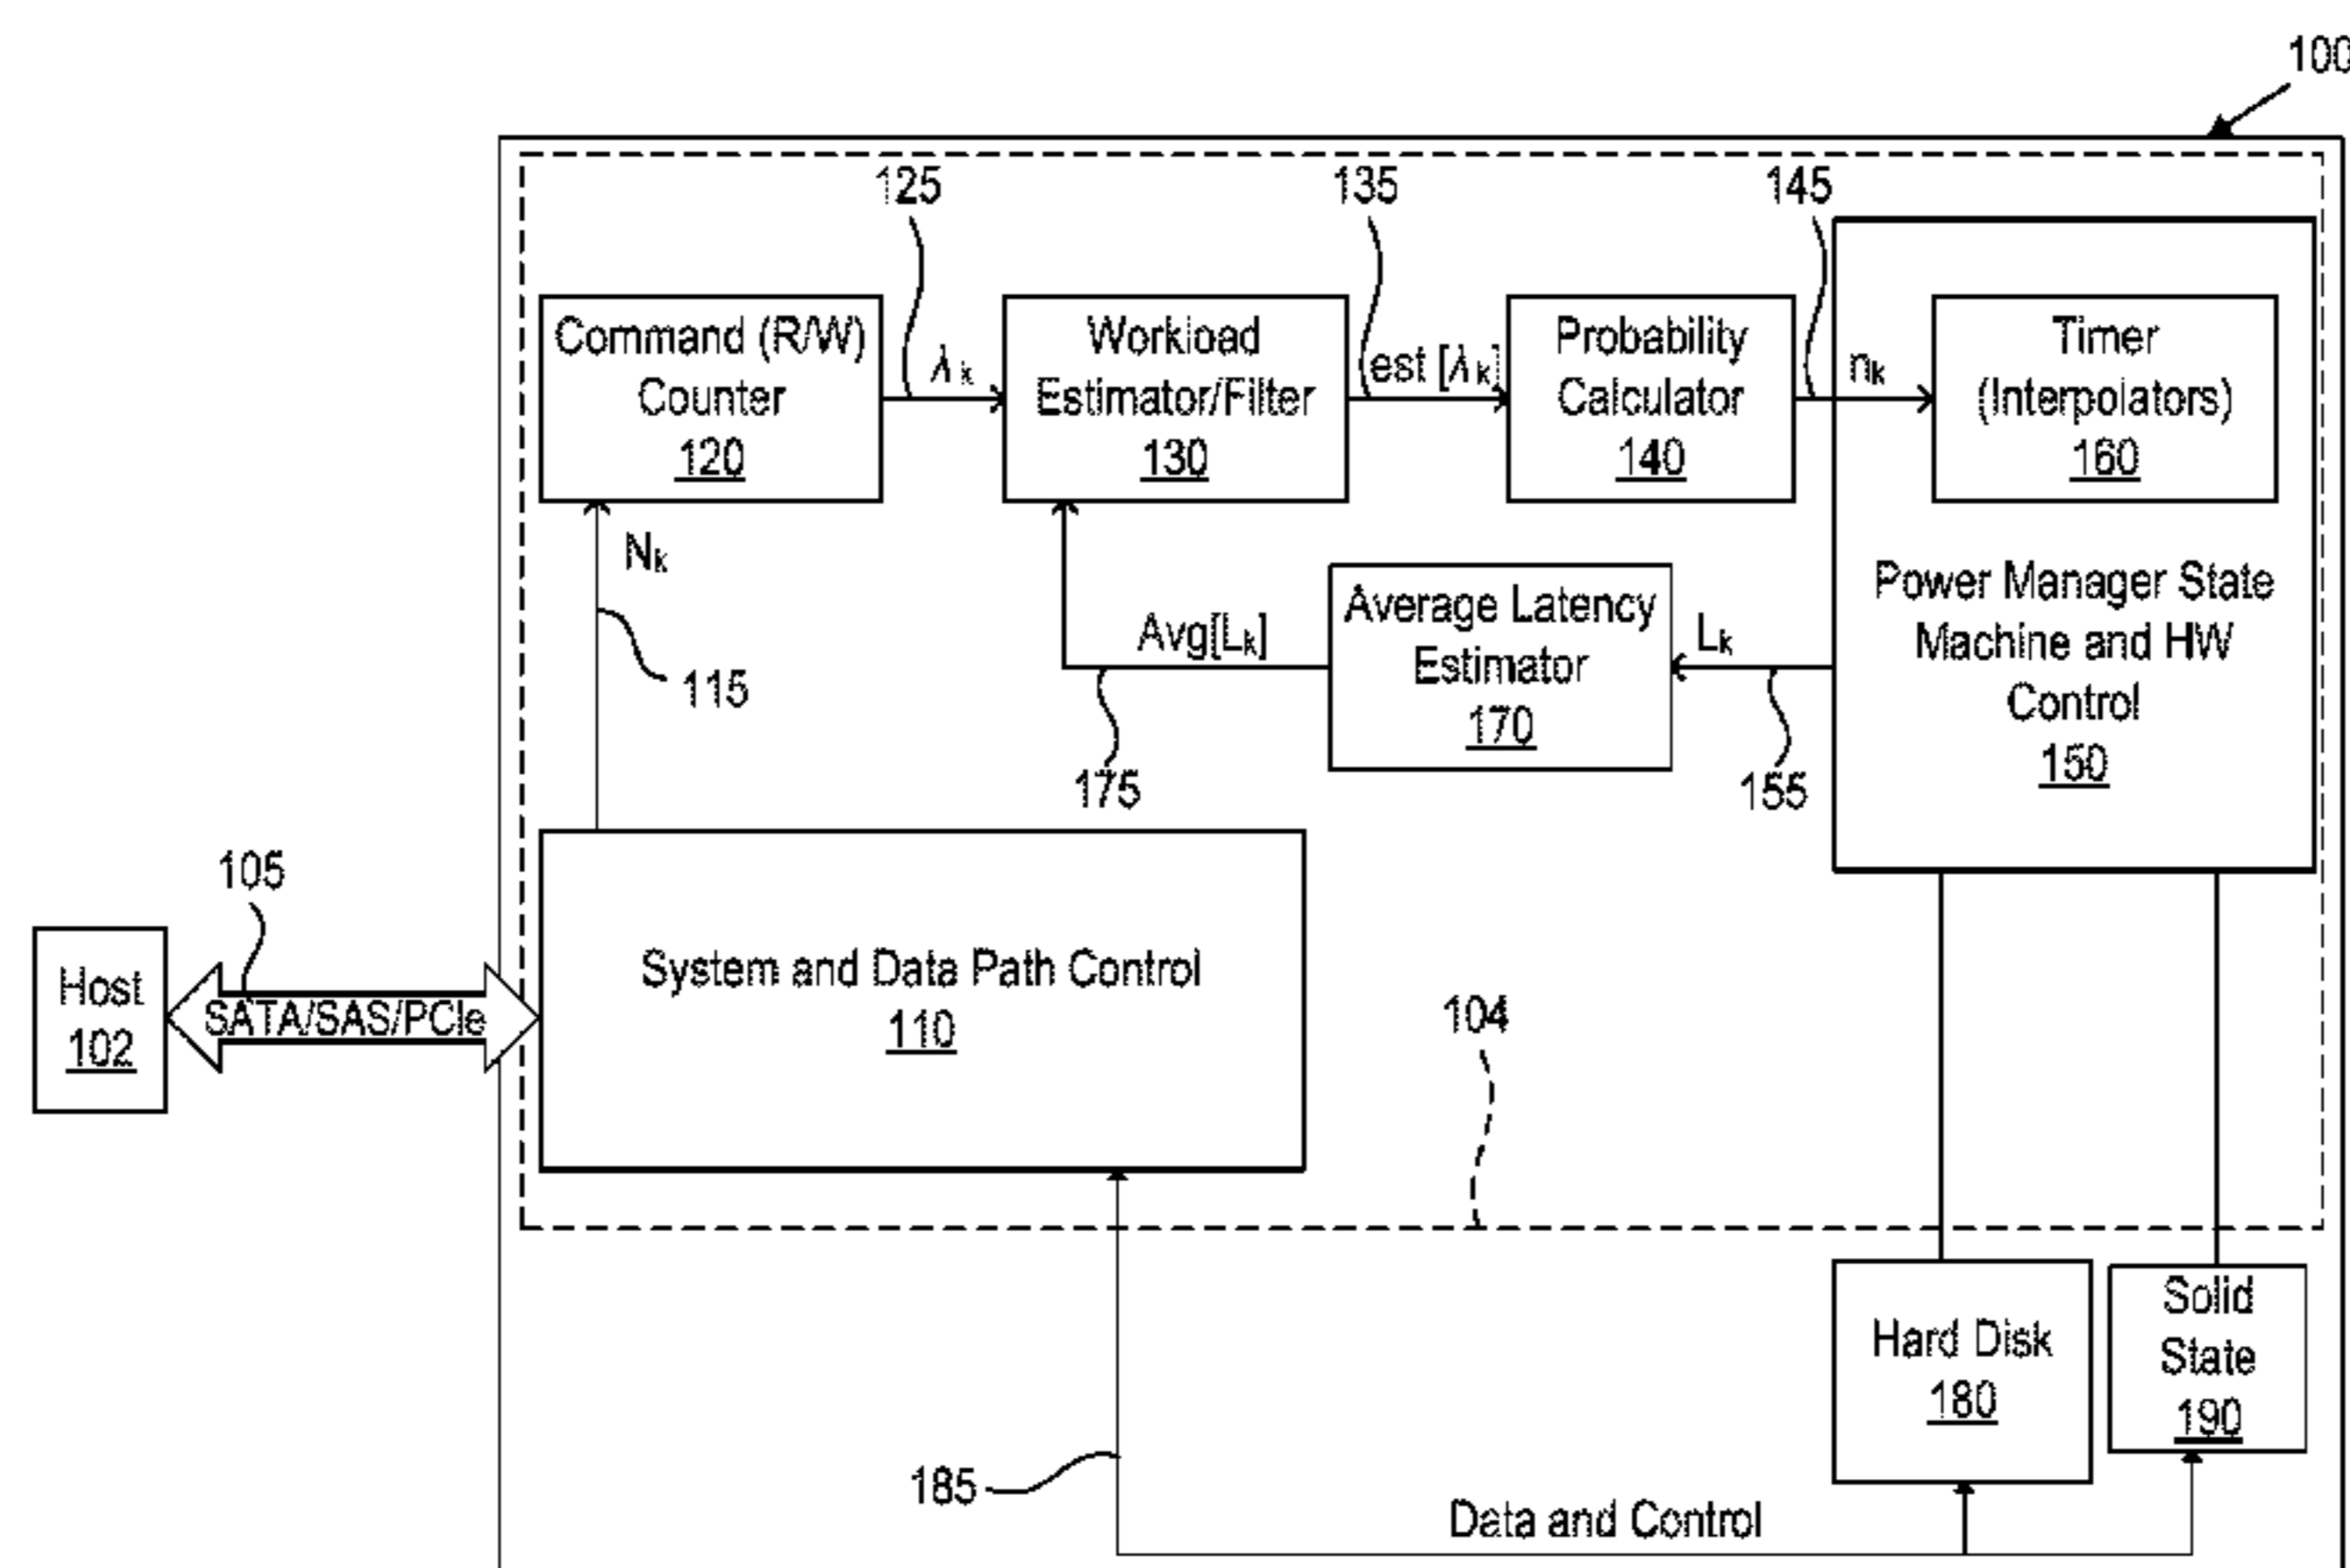 100
125
135
145
Command (R/W)
Counter
120
λk
Workload
Estimator/Filter
130
est [λk]
Probability
Calculator
140
nk
Timer
(Interpolators)
160
Nk
115
Avg[Lk]
175
Average Latency
Estimator
170
Lk
155
Power Manager State
Machine and HW
Control
150
105
Host
102
SATA/SAS/PCIe
System and Data Path Control
110
104
Hard Disk
180
Solid
State
190
185
Data and Control